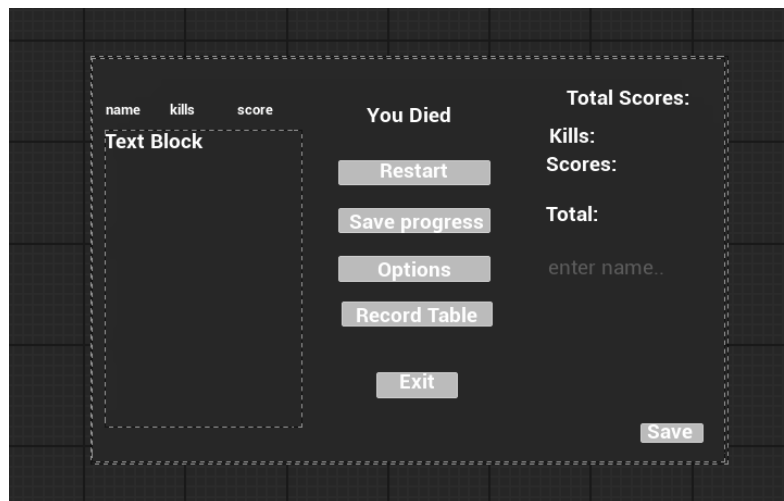 name kills score
Text Block
You Died
Restart
Save progress
Options
Record Table
Exit
Total Scores:
Kills:
Scores:
Total:
enter name..
Save